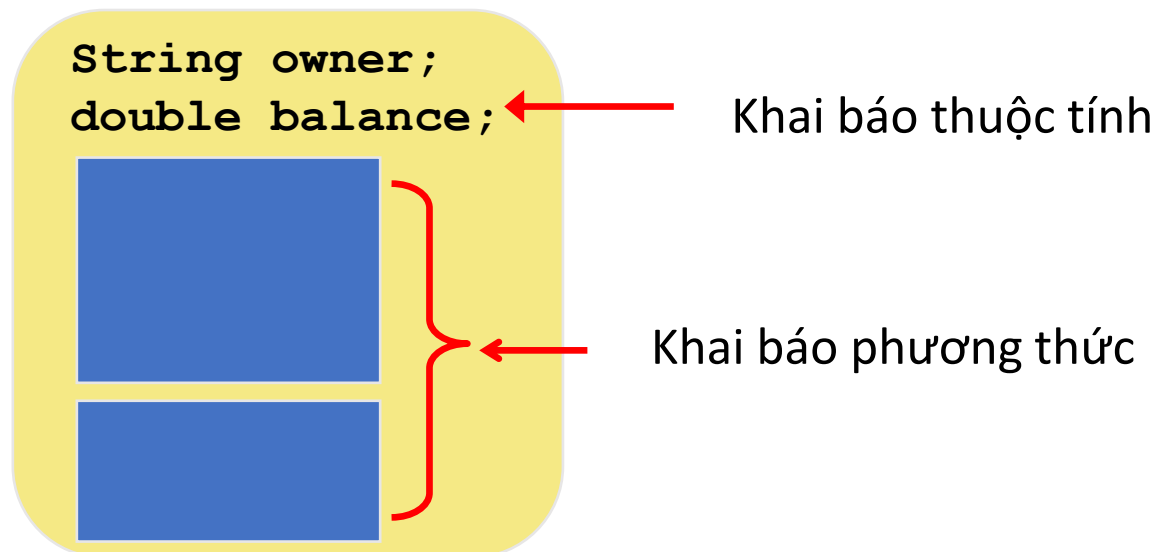 String owner;
double balance;
Khai báo thuộc tính
Khai báo phương thức